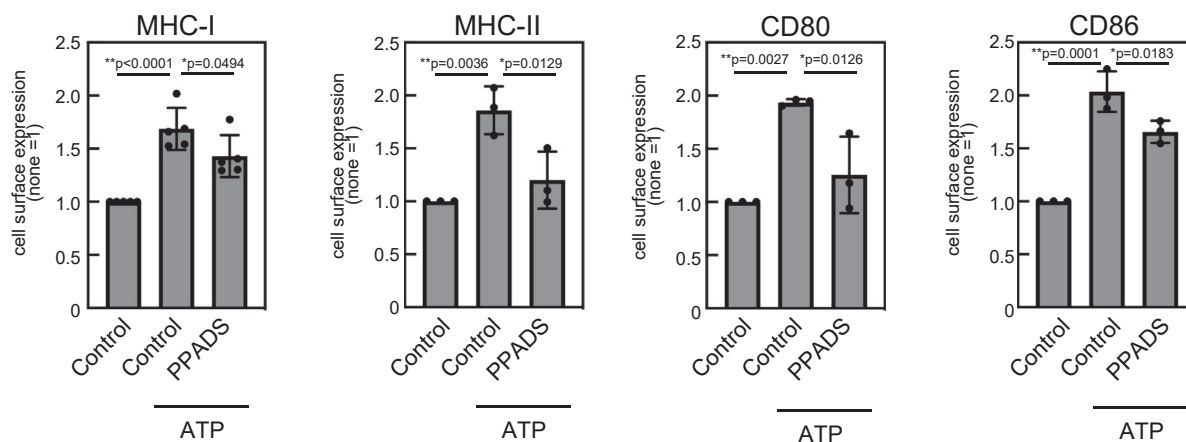 MHC-I
2.5
**p<0.0001 *p=0.0494
2.0
1.5
1.0
0.5
0
cell surface expression
(none =1)
Control
Control
PPADS
ATP
MHC-II
2.5
**p=0.0036 *p=0.0129
2.0
1.5
1.0
0.5
0
cell surface expression
(none =1)
Control
Control
PPADS
ATP
CD80
2.5
**p=0.0027 *p=0.0126
2.0
1.5
1.0
0.5
0
cell surface expression
(none =1)
Control
Control
PPADS
ATP
CD86
2.5
**p=0.0001 *p=0.0183
2.0
1.5
1.0
0.5
0
cell surface expression
(none =1)
Control
Control
PPADS
ATP